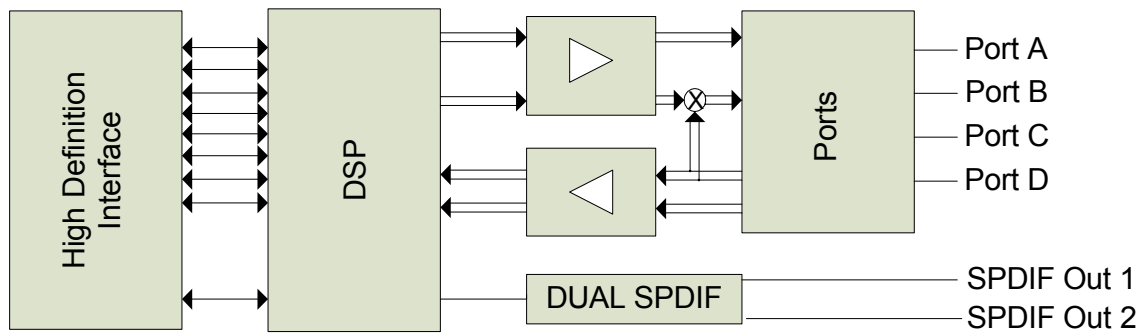 High Definition
Interface
DSP
Ports
Port A
Port B
Port C
Port D
DUAL SPDIF
SPDIF Out 1
SPDIF Out 2